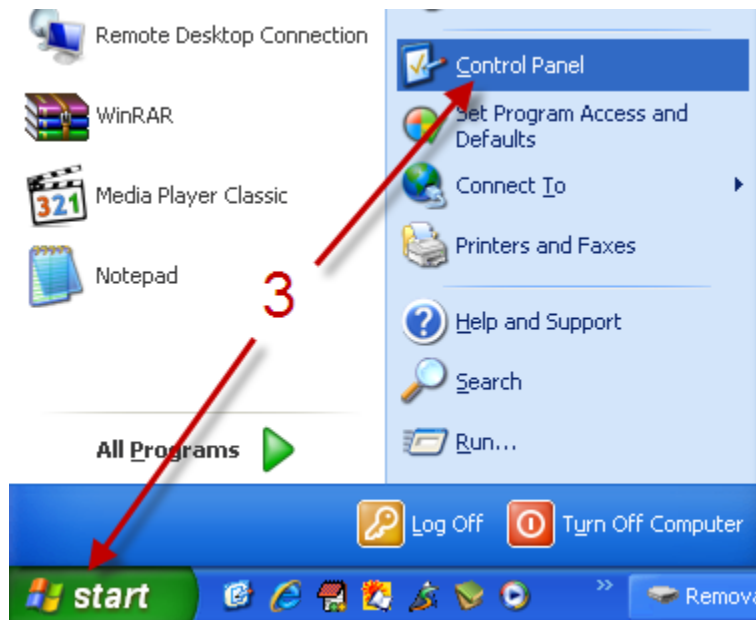 Remote Desktop Connection
WinRAR
321
Media Player Classic
Notepad
All Programs
Control Panel
Set Program Access and
Defaults
Connect To
Printers and Faxes
Help and Support
Search
Run...
3
Log Off
Turn Off Computer
start
Remova